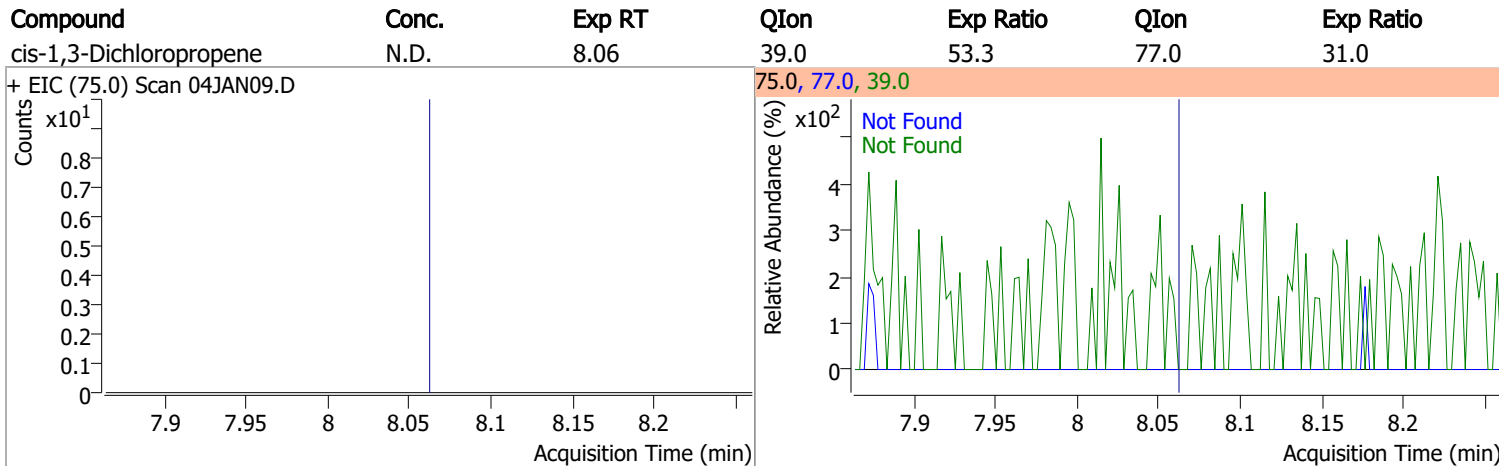 Compound Conc. Exp RT QIon Exp Ratio QIon Exp Ratio
cis-1,3-Dichloropropene N.D. 8.06 39.0 53.3 77.0 31.0
+ EIC (75.0) Scan 04JAN09.D
Counts
x10^1
0.8
0.7
0.6
0.5
0.4
0.3
0.2
0.1
0
7.9 7.95 8 8.05 8.1 8.15 8.2
Acquisition Time (min)
75.0, 77.0, 39.0
Relative Abundance (%)
x10^2
Not Found
Not Found
4
3
2
1
0
7.9 7.95 8 8.05 8.1 8.15 8.2
Acquisition Time (min)